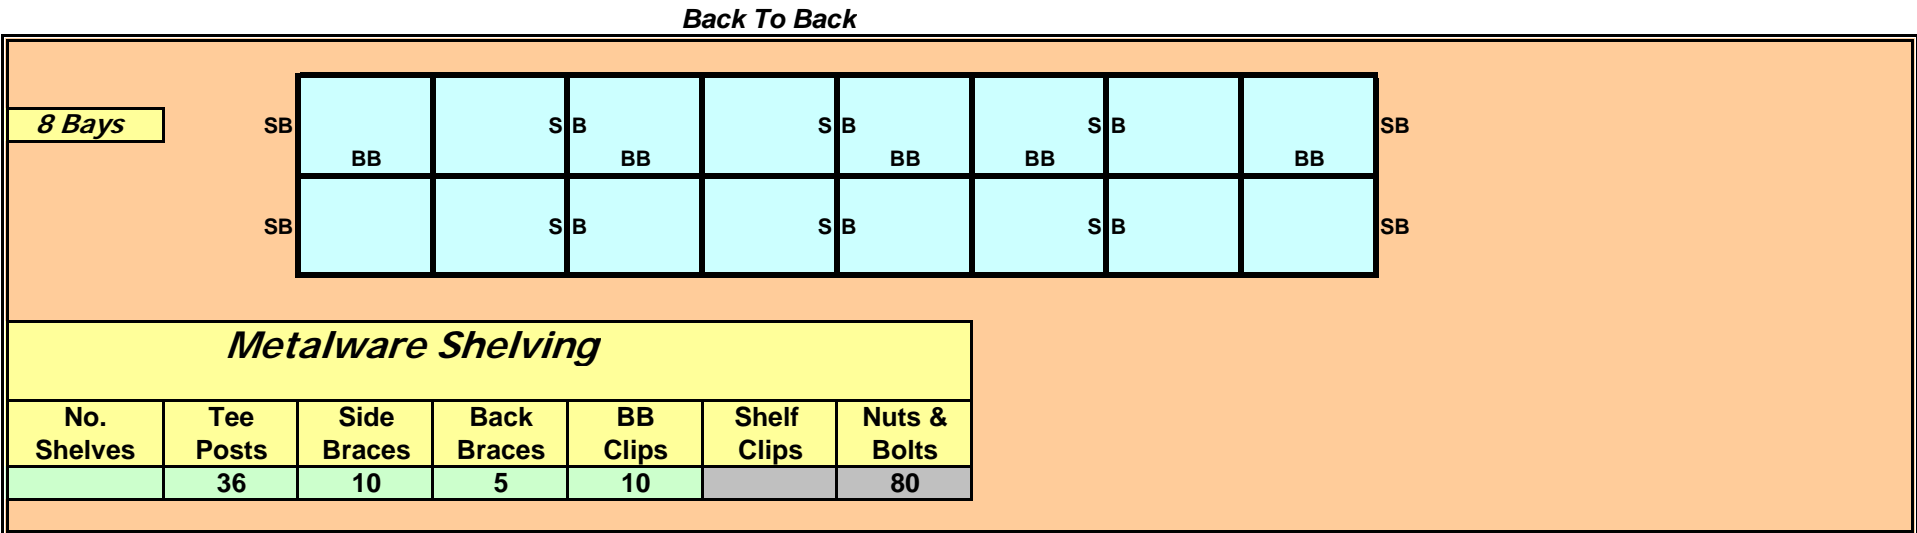 Back To Back
8 Bays SB S B S B S B SB
BB BB BB BB BB
SB S B S B S B SB
Metalware Shelving
No. Tee Side Back BB Shelf Nuts &
Shelves Posts Braces Braces Clips Clips Bolts
36 10 5 10 80